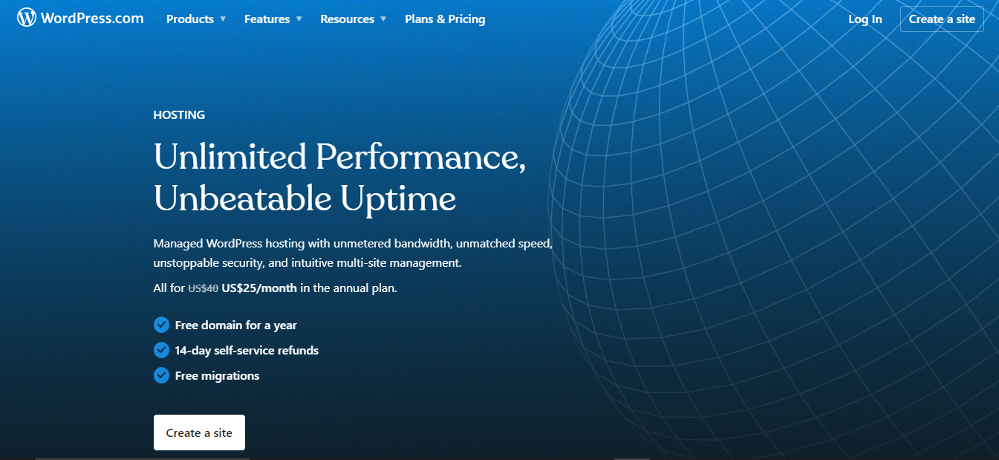 WordPress.com Products Features Resources Plans & Pricing Log In Create a site
HOSTING
Unlimited Performance,
Unbeatable Uptime
Managed WordPress hosting with unmetered bandwidth, unmatched speed,
unstoppable security, and intuitive multi-site management.
All for US$40 US$25/month in the annual plan.
Free domain for a year
14-day self-service refunds
Free migrations
Create a site